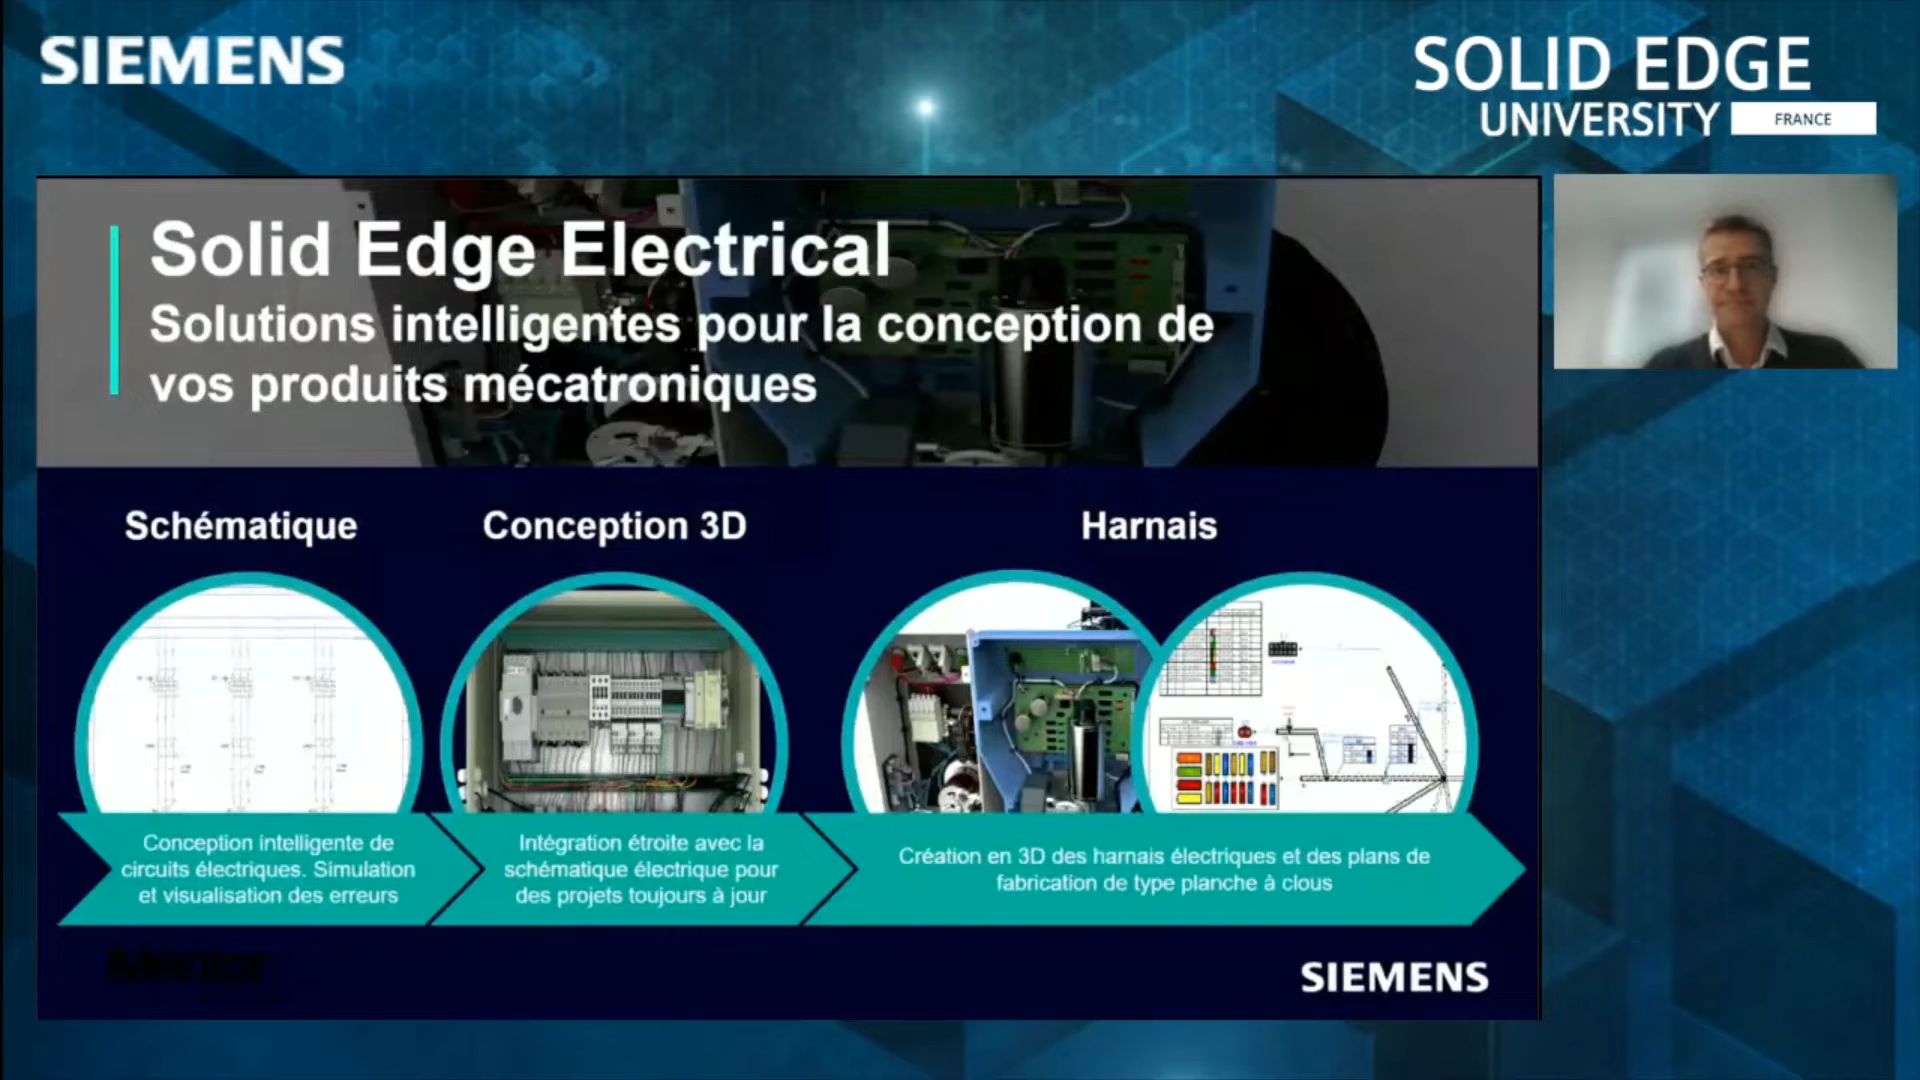 SIEMENS
SOLID EDGE
UNIVERSITY
FRANCE
Solid Edge Electrical
Solutions intelligentes pour la conception de
vos produits mécatroniques
Schématique
Conception 3D
Harnais
Conception intelligente de
circuits électriques. Simulation
et visualisation des erreurs
Intégration étroite avec la
schématique électrique pour
des projets toujours à jour
Création en 3D des harnais électriques et des plans de
fabrication de type planche à clous
SIEMENS